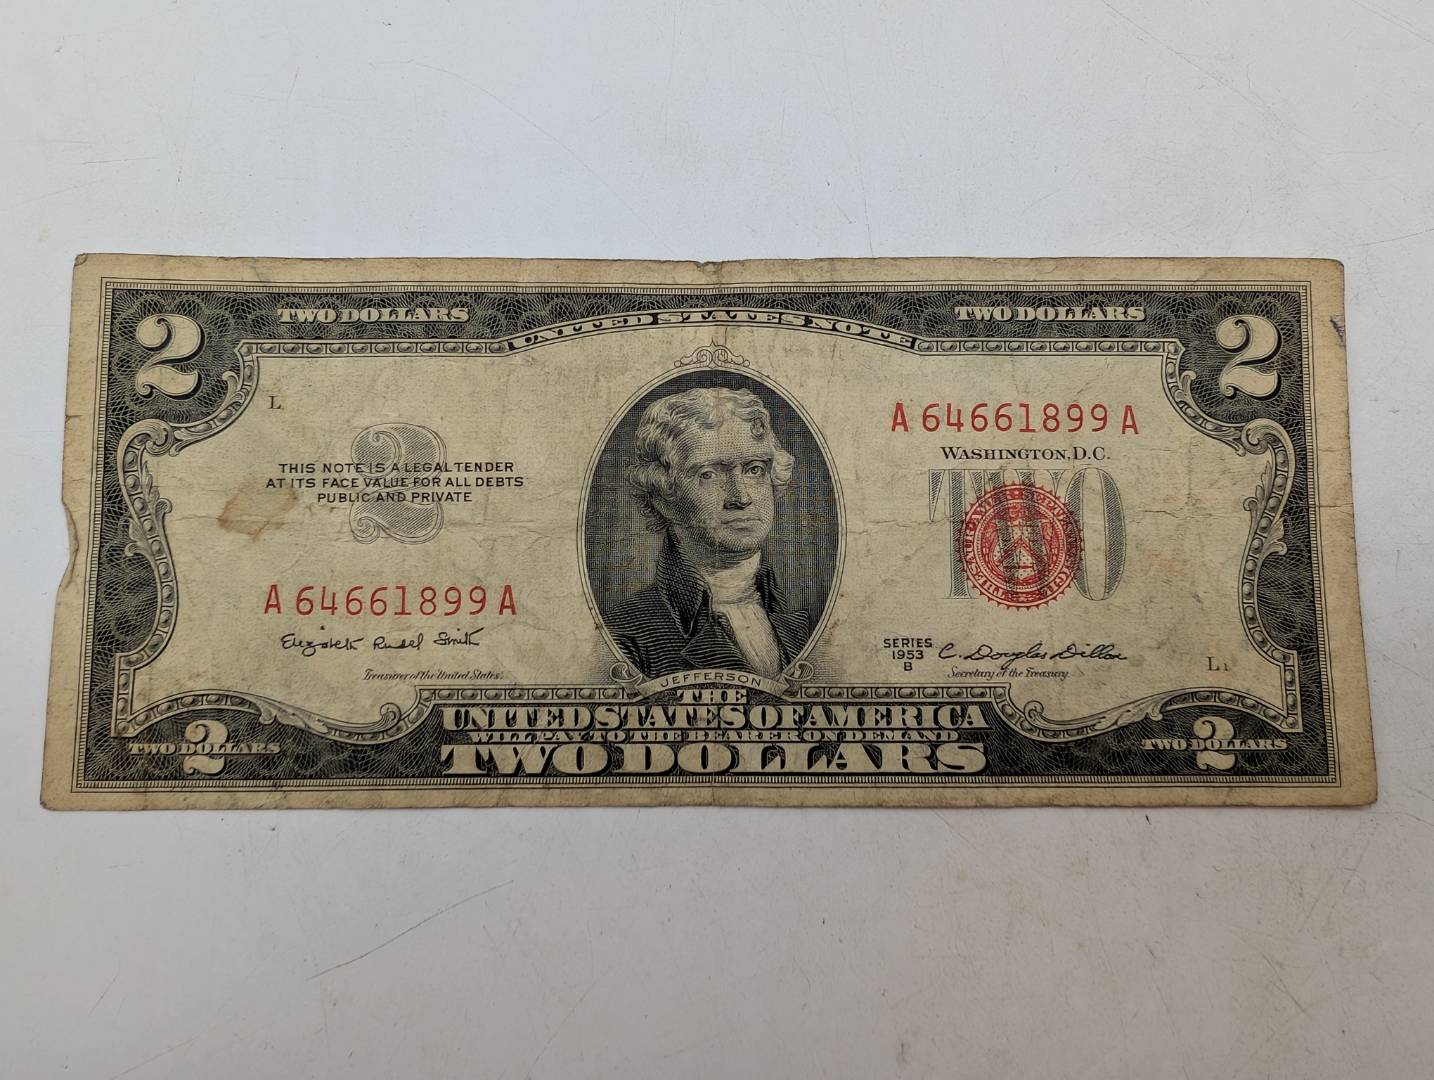 2
TWO DOLLARS
UNITED STATES NOTE
TWO DOLLARS
2
L
A 64661899 A
WASHINGTON, D.C.
2
THIS NOTE IS A LEGAL TENDER
AT ITS FACE VALUE FOR ALL DEBTS
PUBLIC AND PRIVATE
TWO
A 64661899 A
Elizabeth Rudel Smith
Treasurer of the United States.
SERIES
1953
B
C. Douglas Dillon
Secretary of the Treasury.
JEFFERSON
THE
UNITED STATES OF AMERICA
WILL PAY TO THE BEARER ON DEMAND
TWO DOLLARS
2
TWO DOLLARS
2
TWO DOLLARS